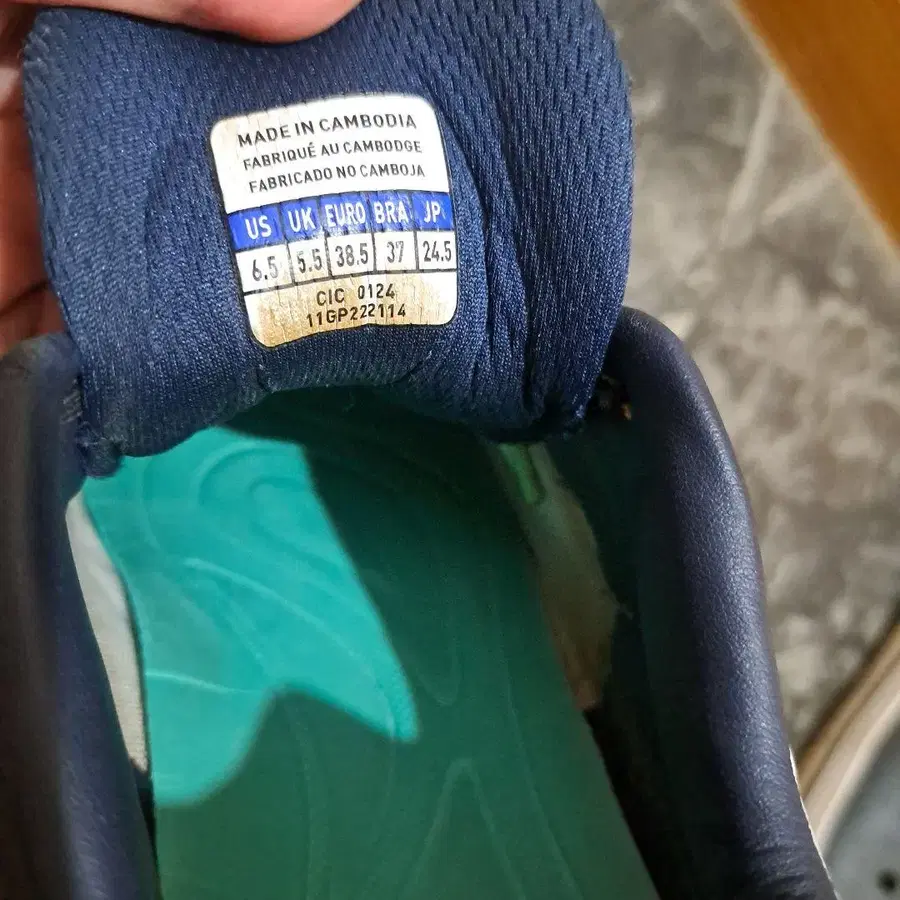 MADE IN CAMBODIA
FABRIQUÉ AU CAMBODGE
FABRICADO NO CAMBOJA
US UK EURO BRA JP
6.5 5.5 38.5 37 24.5
CIC 0124
11GP222114